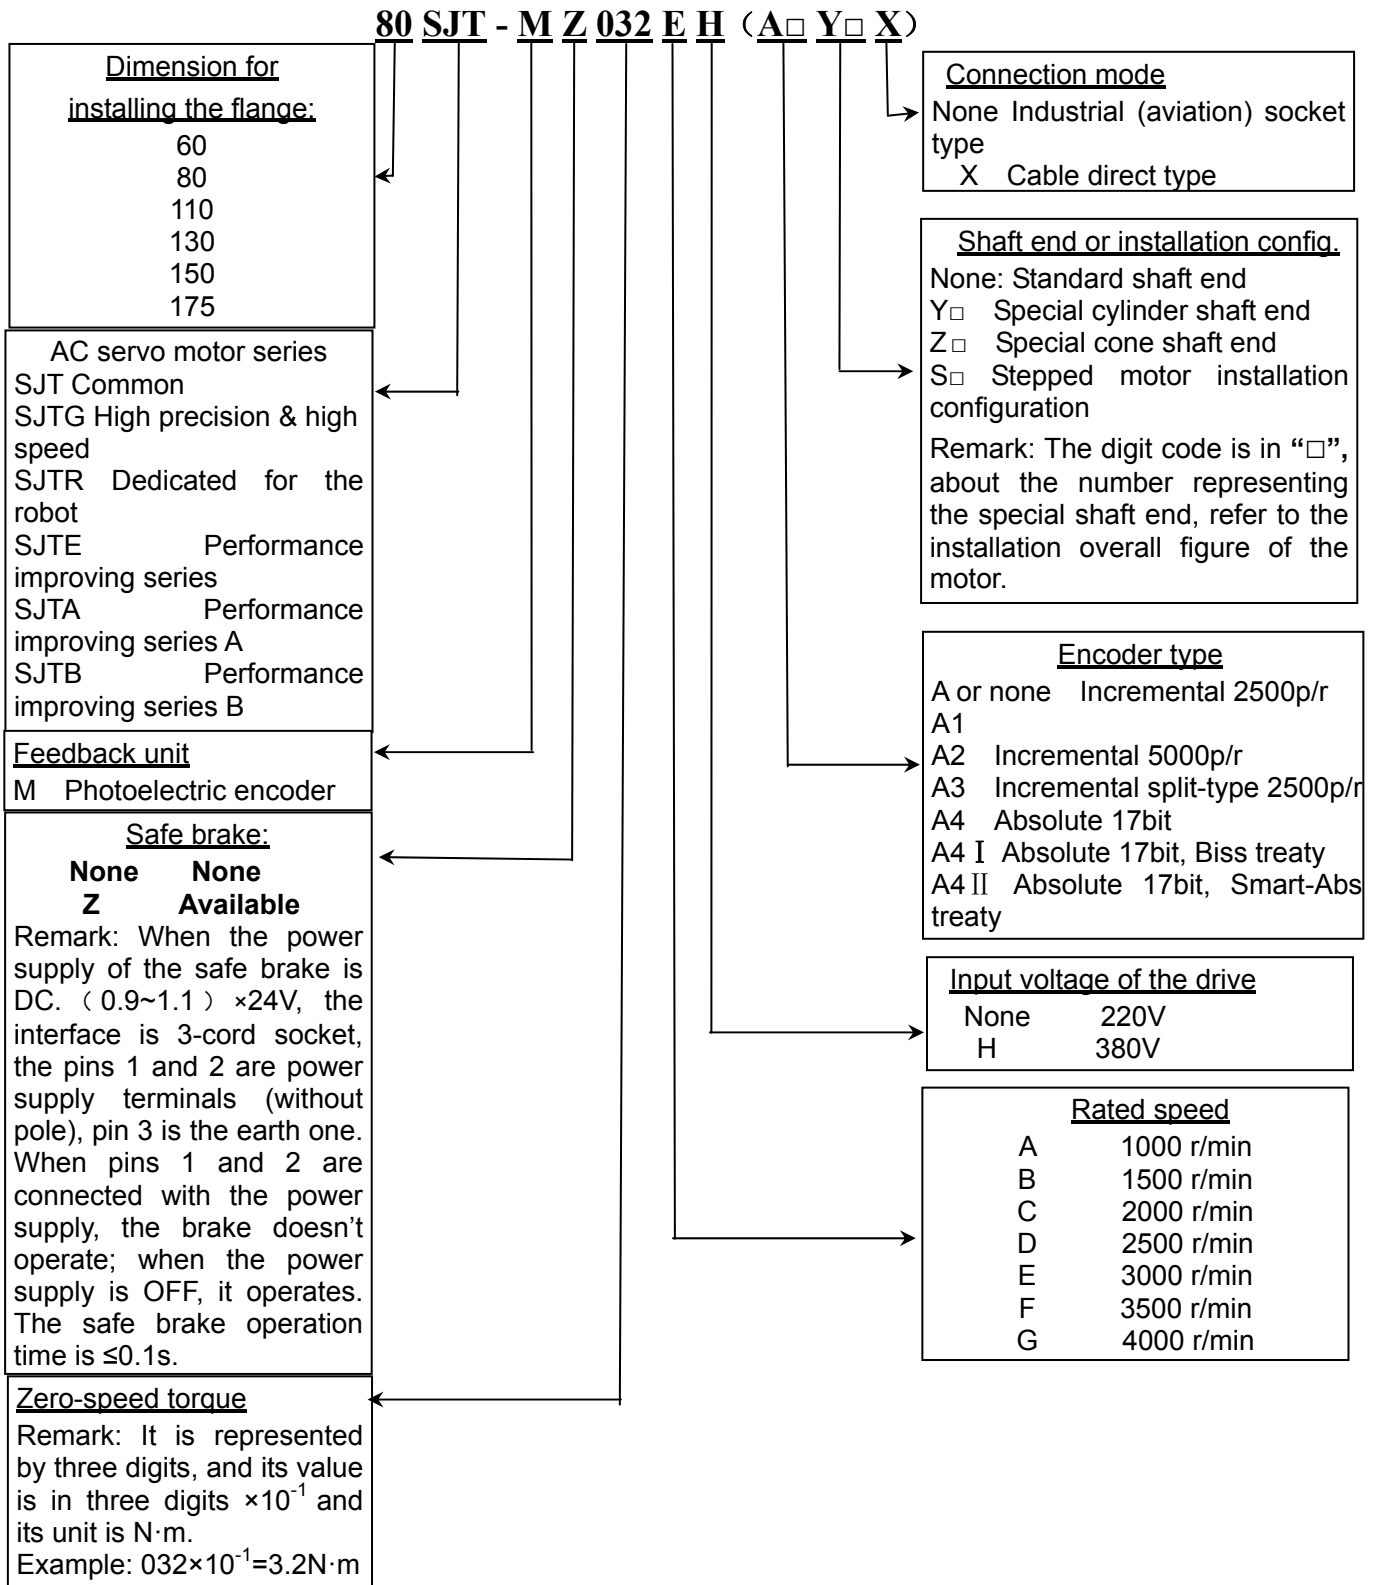 80 SJT - M Z 032 E H （A□ Y□ X）
Dimension for
installing the flange:
60
80
110
130
150
175
AC servo motor series
SJT Common
SJTG High precision & high
speed
SJTR Dedicated for the
robot
SJTE Performance
improving series
SJTA Performance
improving series A
SJTB Performance
improving series B
Feedback unit
M Photoelectric encoder
Safe brake:
None None
Z Available
Remark: When the power
supply of the safe brake is
DC.（0.9~1.1）×24V, the
interface is 3-cord socket,
the pins 1 and 2 are power
supply terminals (without
pole), pin 3 is the earth one.
When pins 1 and 2 are
connected with the power
supply, the brake doesn’t
operate; when the power
supply is OFF, it operates.
The safe brake operation
time is ≤0.1s.
Zero-speed torque
Remark: It is represented
by three digits, and its value
is in three digits ×10⁻¹ and
its unit is N·m.
Example: 032×10⁻¹=3.2N·m
Connection mode
None Industrial (aviation) socket
type
X Cable direct type
Shaft end or installation config.
None: Standard shaft end
Y□ Special cylinder shaft end
Z□ Special cone shaft end
S□ Stepped motor installation
configuration
Remark: The digit code is in “□”,
about the number representing
the special shaft end, refer to the
installation overall figure of the
motor.
Encoder type
A or none Incremental 2500p/r
A1
A2 Incremental 5000p/r
A3 Incremental split-type 2500p/r
A4 Absolute 17bit
A4Ⅰ Absolute 17bit, Biss treaty
A4Ⅱ Absolute 17bit, Smart-Abs
treaty
Input voltage of the drive
None 220V
H 380V
Rated speed
A 1000 r/min
B 1500 r/min
C 2000 r/min
D 2500 r/min
E 3000 r/min
F 3500 r/min
G 4000 r/min